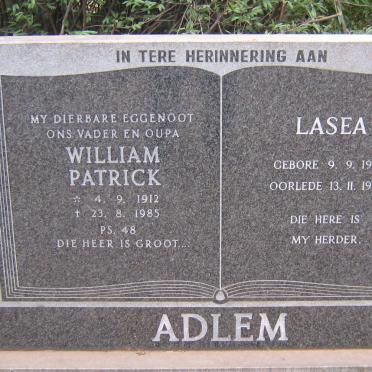 IN TERE HERINNERING AAN
MY DIERBARE EGGENOOT
ONS VADER EN OUPA
WILLIAM
PATRICK
☆ 4. 9. 1912
† 23. 8. 1985
PS. 48
DIE HEER IS GROOT....
LASEA
GEBORE 9. 9.
OORLEDE 13. 11.
DIE HERE IS
MY HERDER.
ADLEM